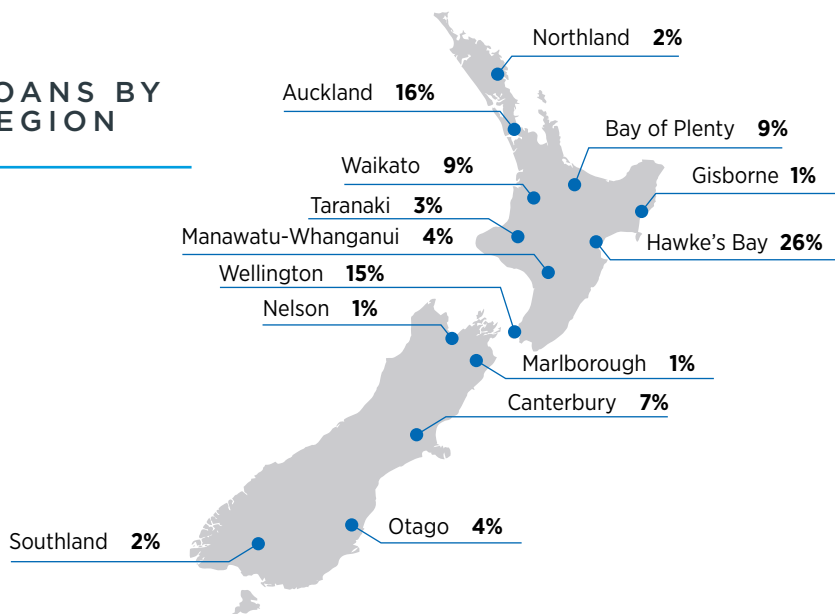 OANS BY
EGION
Northland 2%
Auckland 16%
Bay of Plenty 9%
Waikato 9%
Gisborne 1%
Taranaki 3%
Manawatu-Whanganui 4%
Hawke's Bay 26%
Wellington 15%
Nelson 1%
Marlborough 1%
Canterbury 7%
Otago 4%
Southland 2%